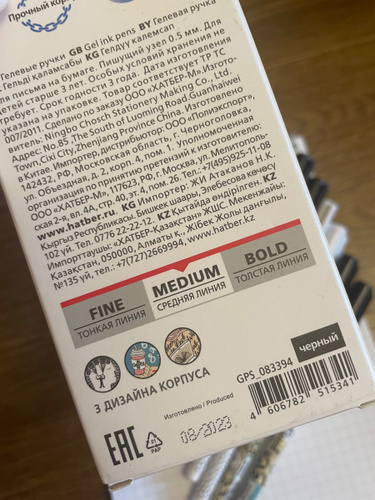 Прочный корп
Гелевые ручки GB Gel ink pens BY Гелевая ручка
Гельді қаламсабы KG Гелдүү калемсап
для письма на бумаге. Пишущий узел 0.5 мм. Для
детей старше 3 лет. Особых условий хранения не
требует. Срок годности 3 года. Дата изготовления
указана на упаковке. Товар соответствует ТР ТС
007/2011. Сделано по заказу ООО «ХАТБЕР-М».Изгото-
витель: Ningbo Chosch Stationery Making Co., Ltd.
Адрес: No.85 The South of Luoming Road Guanhaiwei
Town,Cixi City,Zhejiang Province China. Изготовлено
в Китае. Импортер,дистрибьютор: ООО «Полиэкспорт»,
142432, РФ, Московская область, г. Черноголовка,
ул. Объездная, д. 2, корп. 4, пом. 1. Уполномоченная
организация по принятию претензий к изготовителю:
ООО «ХАТБЕР-М», 117623, РФ, г. Москва, ул. Мелитополь-
ская 2-я, вл.4А, стр. 40, эт.4, пом. 26. Тел.: +7(495)925-11-08
www.hatber.ru. KG Импортер: ЖИ Атаканов Н.К.
Кыргыз Республикасы, Бишкек шаары, Элебесова көчөсү
102 үй. Тел. 0776 22-22-12. KZ Қытайда өндірілген. KZ
Импорттаушы: «ХАТБЕР-Казахстан» ЖШС. Мекенжайы:
Қазақстан, 050000, Алматы қ., Жібек Жолы даңғылы,
№135 үй, тел.: +7(727)2669994, www.hatber.kz
FINE
ТОНКАЯ ЛИНИЯ
MEDIUM
СРЕДНЯЯ ЛИНИЯ
BOLD
ТОЛСТАЯ ЛИНИЯ
3 ДИЗАЙНА КОРПУСА
черный
GPS_083394
4 606782 515341
Изготовлено / Produced
08/2023
EAC
21
PAP